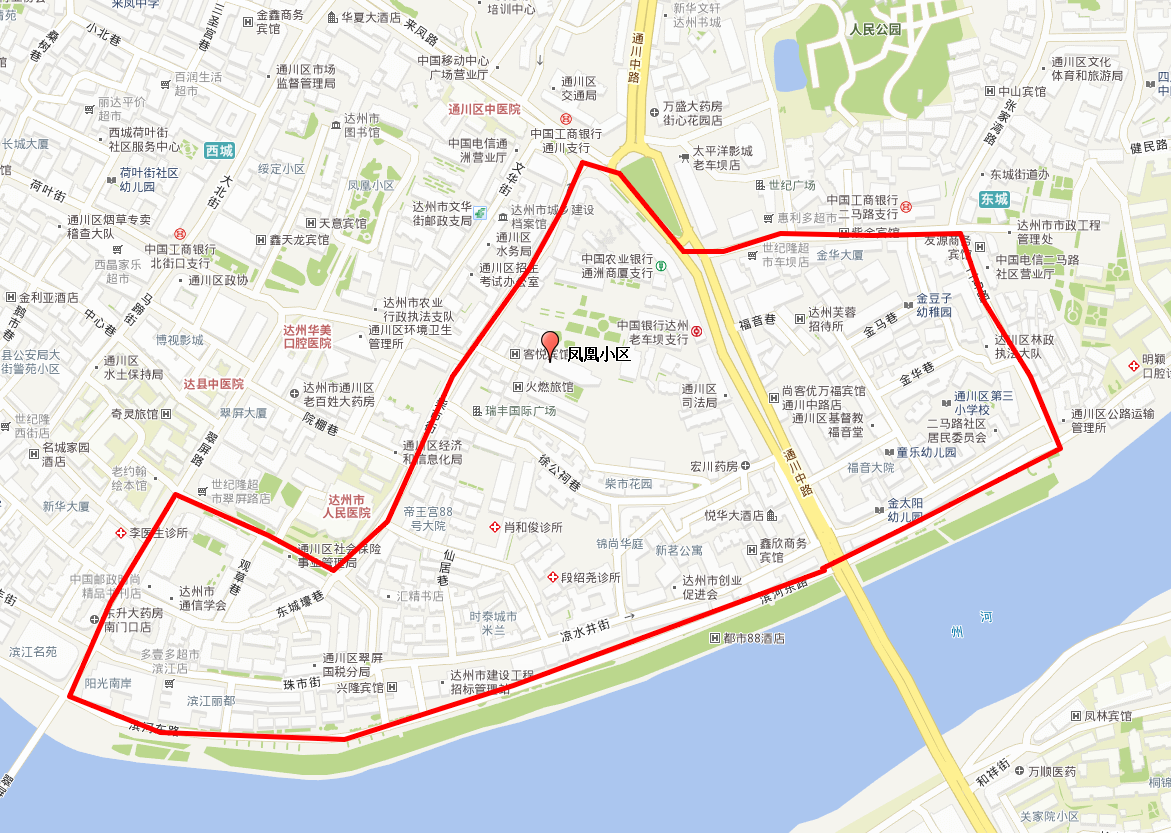 来凤中学
金鑫商务
宾馆
华夏大酒店
培训中心
新华文轩
达州书城
人民公园
三圣宫巷
来凤路
小北巷
桑树巷
中国移动中心
广场营业厅
通川中路
通川区文化
体育和旅游局
通川区市场
监督管理局
百润生活
超市
通川区
交通局
中山宾馆
丽达平价
超市
通川区中医院
万盛大药房
街心花园店
张家湾路
达州市
图书馆
中国工商银行
通川支行
西城荷叶街
社区服务中心
长城大厦
西城
中国电信通
洲营业厅
太平洋影城
老车坝店
健民路
文华街
荷叶街社区
幼儿园
绥定小区
凤凰小区
大北街
东城街道办
世纪广场
荷叶街
东城
中国工商银行
二马路支行
达州市文华
街邮政支局
达州市城乡建设
档案馆
惠利多超市
通川区烟草专卖
稽查大队
天意宾馆
紫金宾馆
达州市市政工程
管理处
鑫天龙宾馆
通川区
水务局
友源商务
宾馆
中国工商银行
北街口支行
世纪隆超
市车坝店
金华大厦
中国农业银行
通洲商厦支行
中国电信二马路
社区营业厅
西晶家乐
超市
通川区招生
考试办公室
通川区政协
金利亚酒店
马蹄街
达州市农业
行政执法支队
金豆子
幼稚园
鹅市巷
中心巷
达州芙蓉
招待所
福音巷
金马巷
博视影城
达州华美
口腔医院
通川区环境卫生
管理所
中国银行达州
老车坝支行
达州市林政
执法大队
县公安局大
街警苑小区
客悦宾馆
凤凰小区
通川区
水土保持局
明颖
口腔诊
金华巷
达县中医院
火燃旅馆
通川区
司法局
尚客优万福宾馆
通川中路店
达州市通川区
老百姓大药房
通川区第三
小学校
奇灵旅馆
翠屏大厦
瑞丰国际广场
通川区基督教
福音堂
通川区公路运输
管理所
世纪隆
西街店
院棚巷
二马路社区
居民委员会
翠屏路
名城家园
酒店
通川区经济
和信息化局
童乐幼儿园
徐公祠巷
宏川药房
通川中路
福音大院
老约翰
绘本馆
柴市花园
世纪隆超
市翠屏路店
达州市
人民医院
新华大厦
帝王宫88
号大院
悦华大酒店
金太阳
幼儿园
李医生诊所
肖和俊诊所
锦尚华庭
新茗公寓
鑫欣商务
宾馆
通川区社会保险
事业管理局
仙居巷
观草巷
中国邮政时尚
精品书刊店
段绍尧诊所
达州市
通信学会
达州市创业
促进会
滨河东路
汇精书店
东城壕巷
东升大药房
南门口店
时泰城市
米兰
凉水井街
州
河
滨江名苑
多壹多超市
滨江店
通川区翠屏
国税分局
都市88酒店
阳光南岸
珠市街
兴隆宾馆
达州市建设工程
招标管理站
滨江丽都
滨河东路
凤林宾馆
和祥街
万顺医药
桐锦
关家院小区